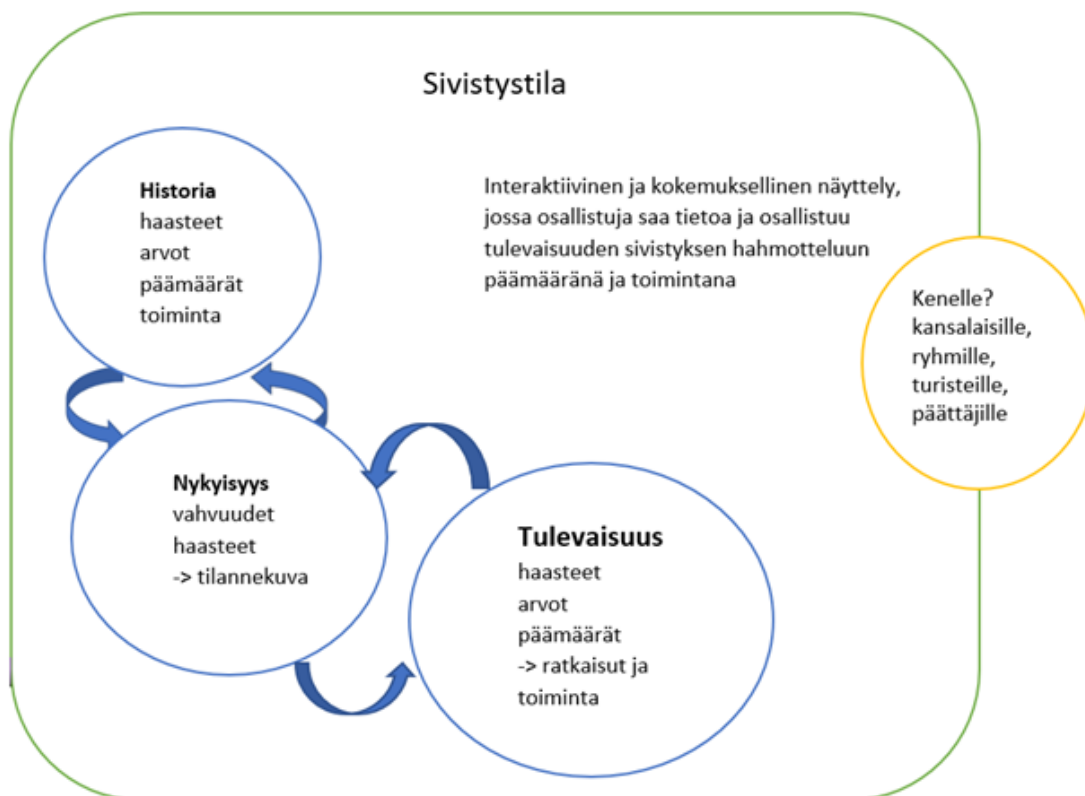 Sivistystila
Historia
haasteet
arvot
päämäärät
toiminta
Interaktiivinen ja kokemuksellinen näyttely,
jossa osallistuja saa tietoa ja osallistuu
tulevaisuuden sivistyksen hahmotteluun
päämääränä ja toimintana
Kenelle?
kansalaisille,
ryhmille,
turisteille,
päättäjille
Nykyisyys
vahvuudet
haasteet
-> tilannekuva
Tulevaisuus
haasteet
arvot
päämäärät
-> ratkaisut ja
toiminta